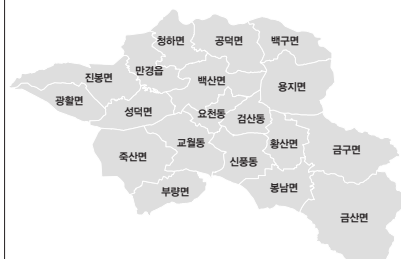 청하면
공덕면
백구면
만경읍
진봉면
백산면
용지면
광활면
성덕면
요천동
검산동
교월동
황산면
금구면
죽산면
신풍동
부량면
봉남면
금산면